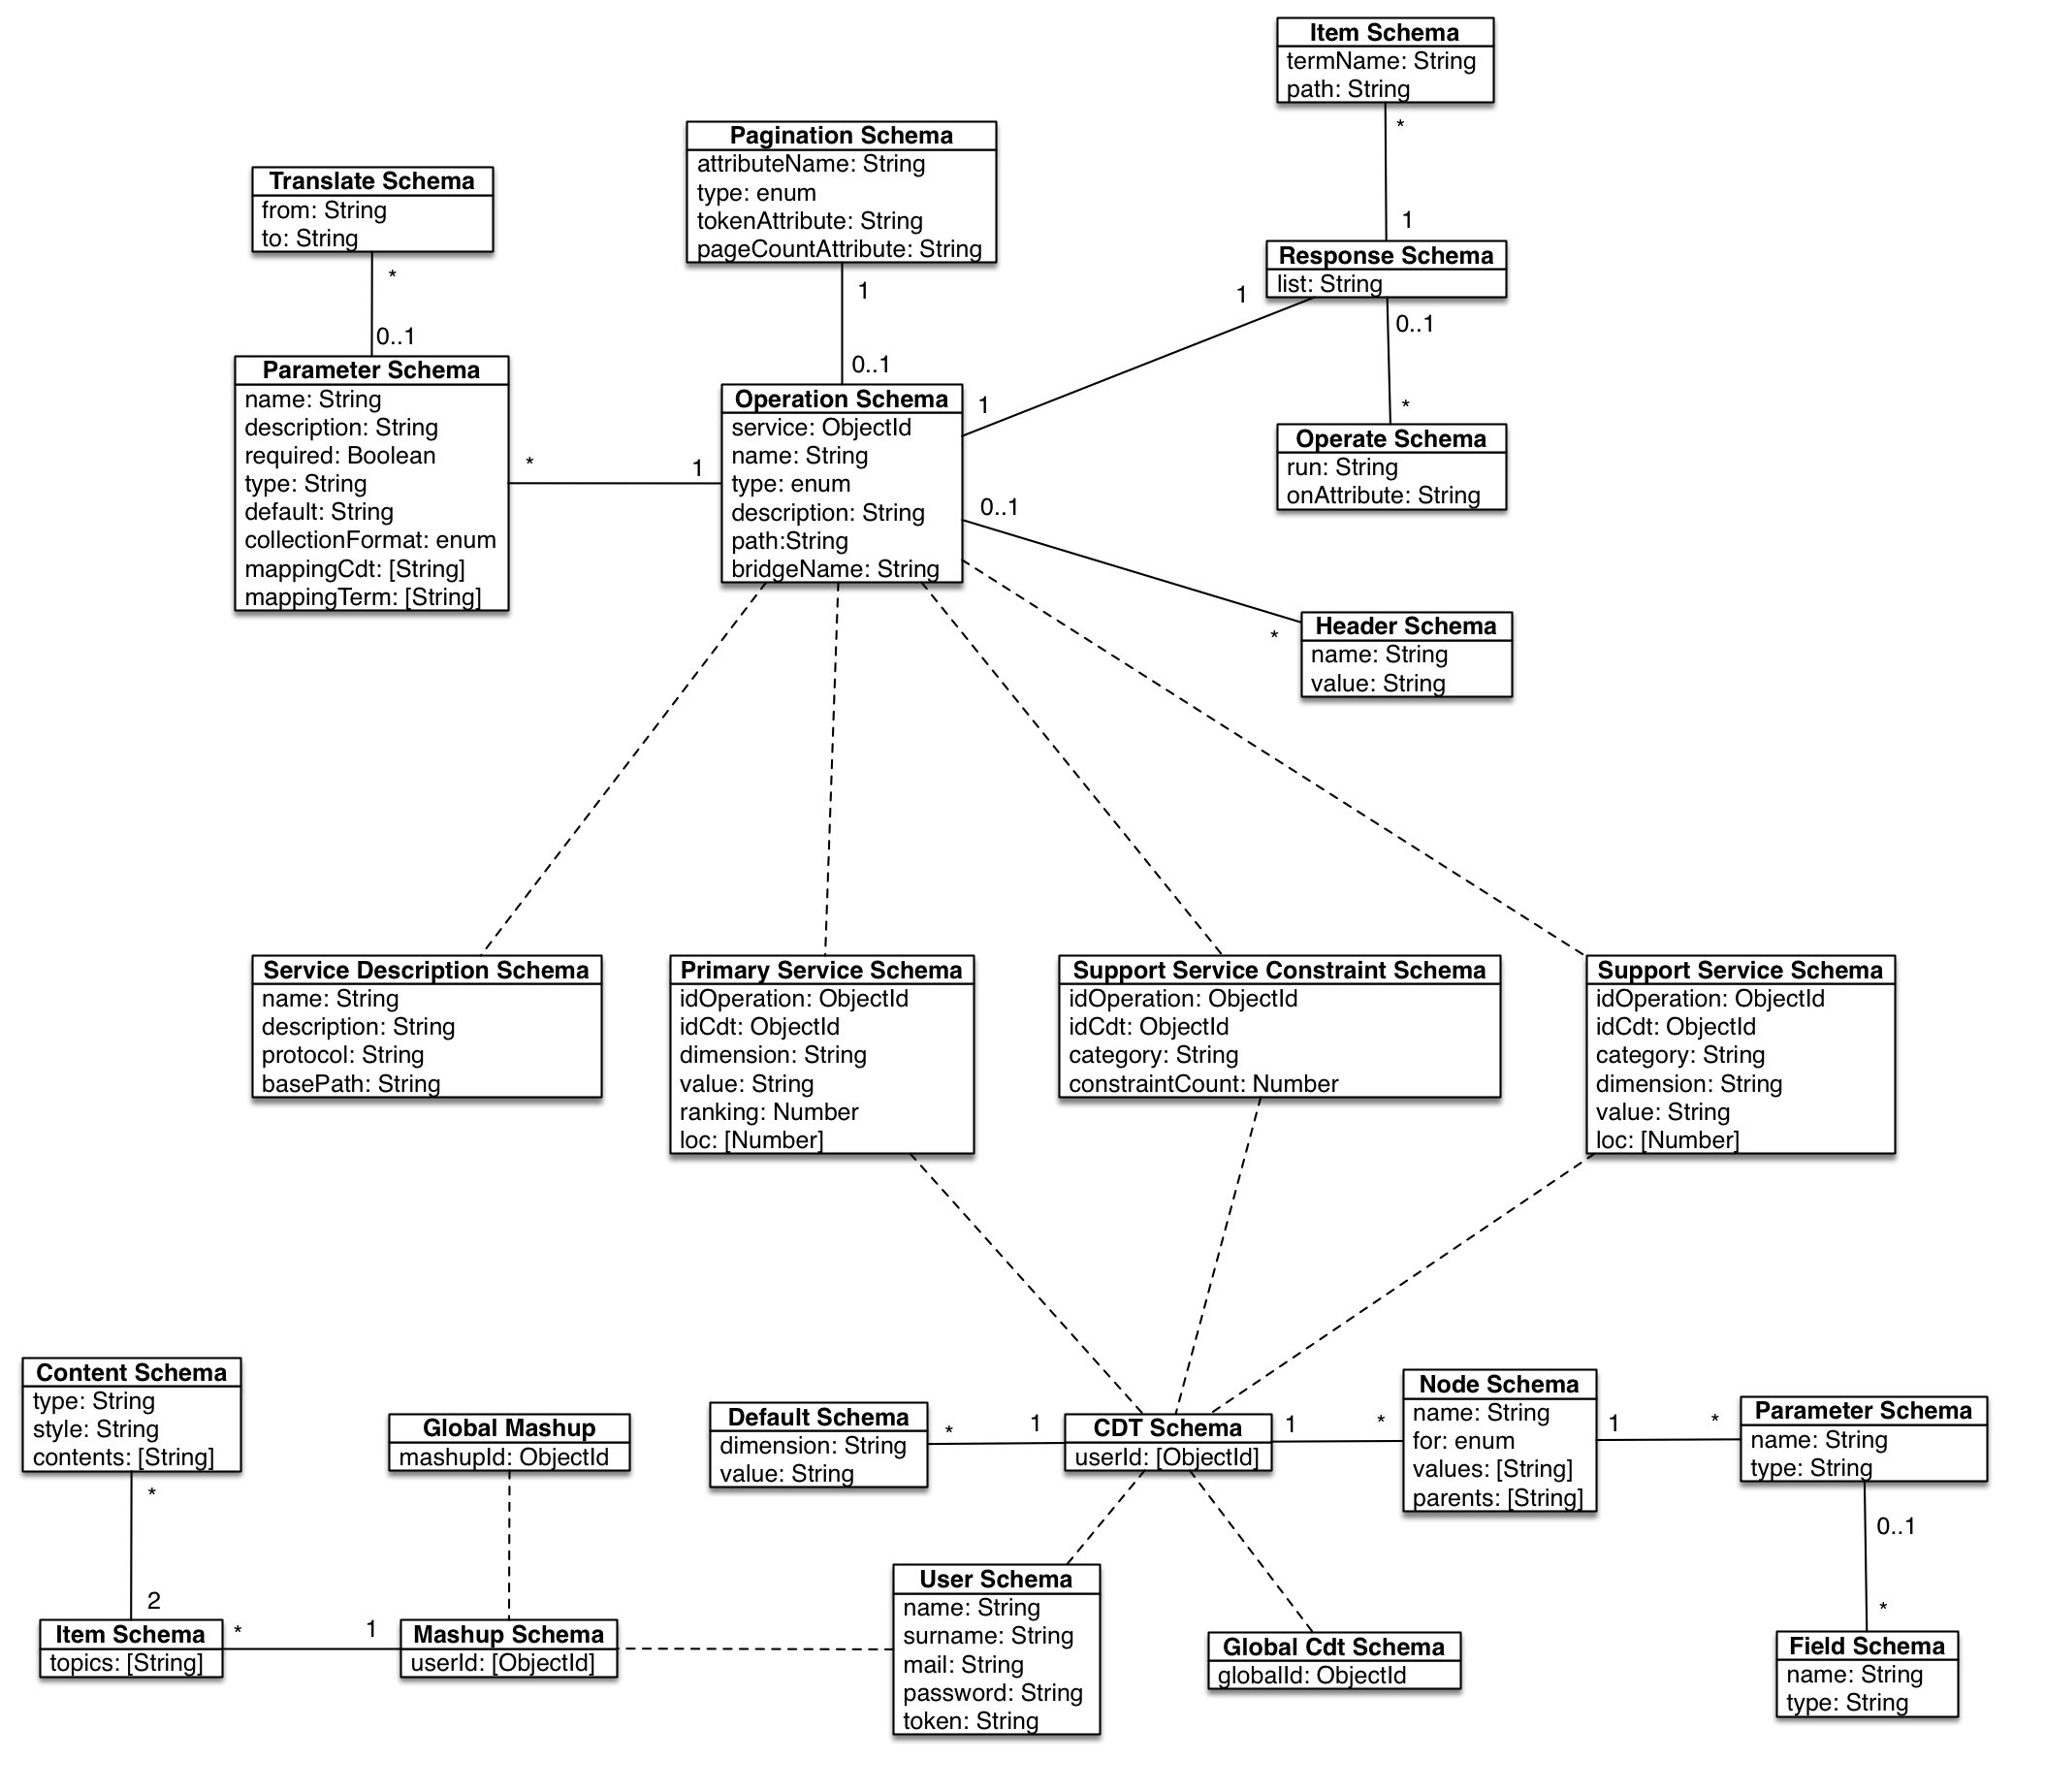 Item Schema
termName: String
path: String
*
1
Pagination Schema
attributeName: String
type: enum
tokenAttribute: String
pageCountAttribute: String
1
0..1
Translate Schema
from: String
to: String
*
0..1
Response Schema
list: String
1
1
0..1
*
Parameter Schema
name: String
description: String
required: Boolean
type: String
default: String
collectionFormat: enum
mappingCdt: [String]
mappingTerm: [String]
*
1
Operation Schema
service: ObjectId
name: String
type: enum
description: String
path:String
bridgeName: String
Operate Schema
run: String
onAttribute: String
0..1
*
Header Schema
name: String
value: String
Service Description Schema
name: String
description: String
protocol: String
basePath: String
Primary Service Schema
idOperation: ObjectId
idCdt: ObjectId
dimension: String
value: String
ranking: Number
loc: [Number]
Support Service Constraint Schema
idOperation: ObjectId
idCdt: ObjectId
category: String
constraintCount: Number
Support Service Schema
idOperation: ObjectId
idCdt: ObjectId
category: String
dimension: String
value: String
loc: [Number]
Content Schema
type: String
style: String
contents: [String]
*
2
Global Mashup
mashupId: ObjectId
Default Schema
dimension: String
value: String
*
1
CDT Schema
userId: [ObjectId]
1
*
Node Schema
name: String
for: enum
values: [String]
parents: [String]
1
*
Parameter Schema
name: String
type: String
0..1
*
Item Schema
topics: [String]
*
1
Mashup Schema
userId: [ObjectId]
User Schema
name: String
surname: String
mail: String
password: String
token: String
Global Cdt Schema
globalId: ObjectId
Field Schema
name: String
type: String